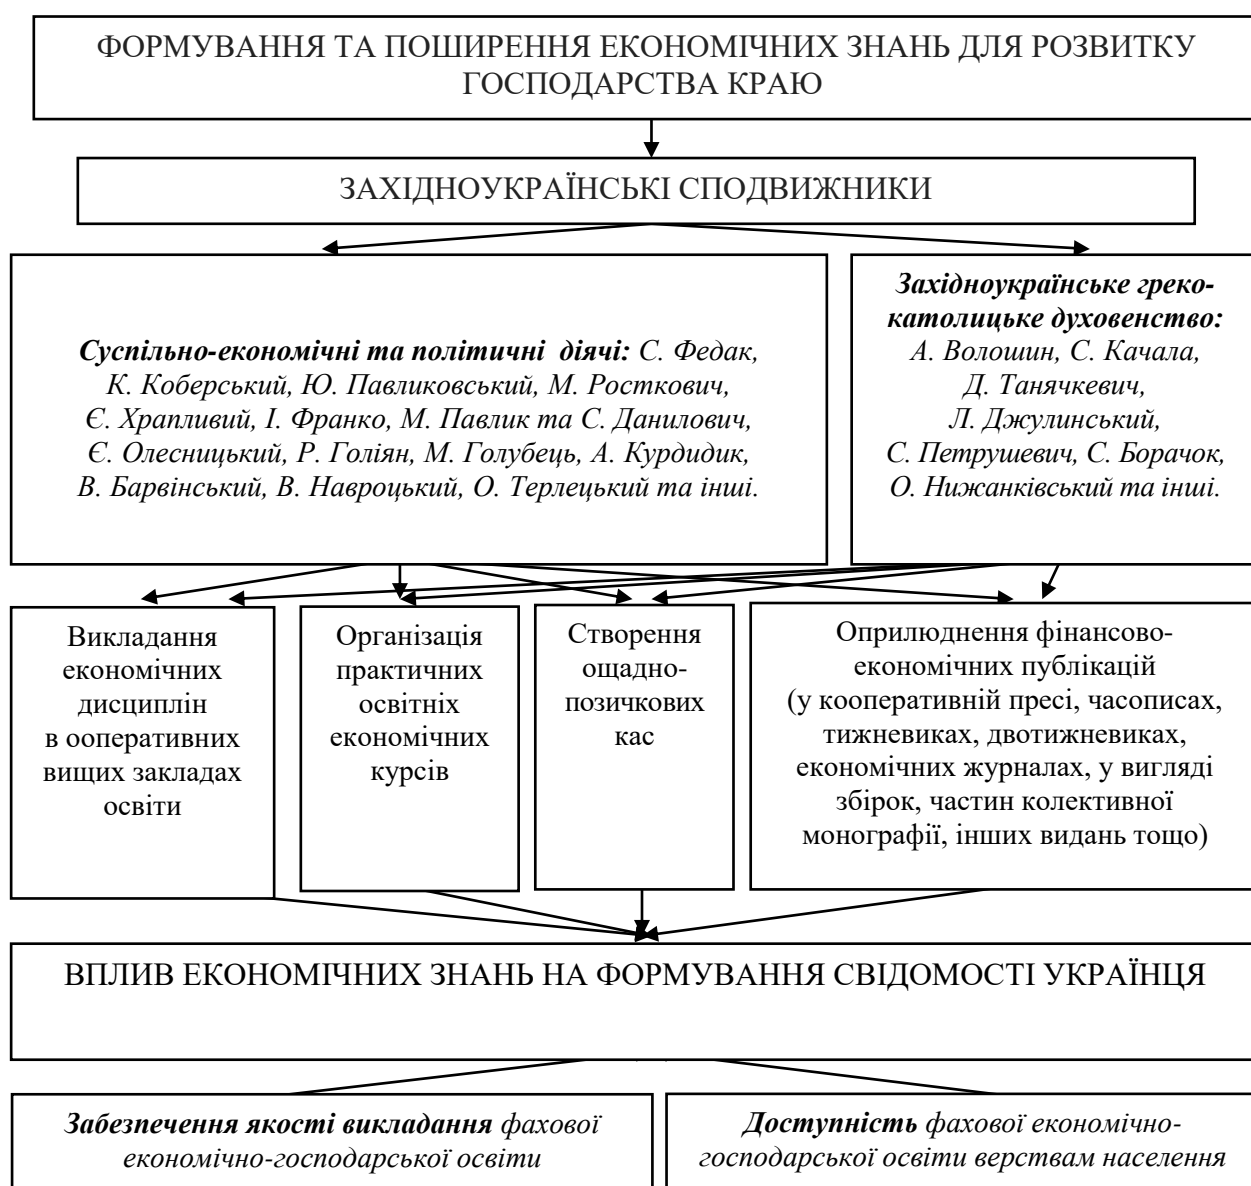 ФОРМУВАННЯ ТА ПОШИРЕННЯ ЕКОНОМІЧНИХ ЗНАНЬ ДЛЯ РОЗВИТКУ
ГОСПОДАРСТВА КРАЮ
ЗАХІДНОУКРАЇНСЬКІ СПОДВИЖНИКИ
Суспільно-економічні та політичні діячі: С. Федак,
К. Коберський, Ю. Павликовський, М. Росткович,
Є. Храпливий, І. Франко, М. Павлик та С. Данилович,
Є. Олесницький, Р. Голіян, М. Голубець, А. Курдидик,
В. Барвінський, В. Навроцький, О. Терлецький та інші.
Західноукраїнське греко-
католицьке духовенство:
А. Волошин, С. Качала,
Д. Танячкевич,
Л. Джулинський,
С. Петрушевич, С. Борачок,
О. Нижанківський та інші.
Викладання
економічних
дисциплін
в ооперативних
вищих закладах
освіти
Організація
практичних
освітніх
економічних
курсів
Створення
ощадно-
позичкових
кас
Оприлюднення фінансово-
економічних публікацій
(у кооперативній пресі, часописах,
тижневиках, двотижневиках,
економічних журналах, у вигляді
збірок, частин колективної
монографії, інших видань тощо)
ВПЛИВ ЕКОНОМІЧНИХ ЗНАНЬ НА ФОРМУВАННЯ СВІДОМОСТІ УКРАЇНЦЯ
Забезпечення якості викладання фахової
економічно-господарської освіти
Доступність фахової економічно-
господарської освіти верствам населення